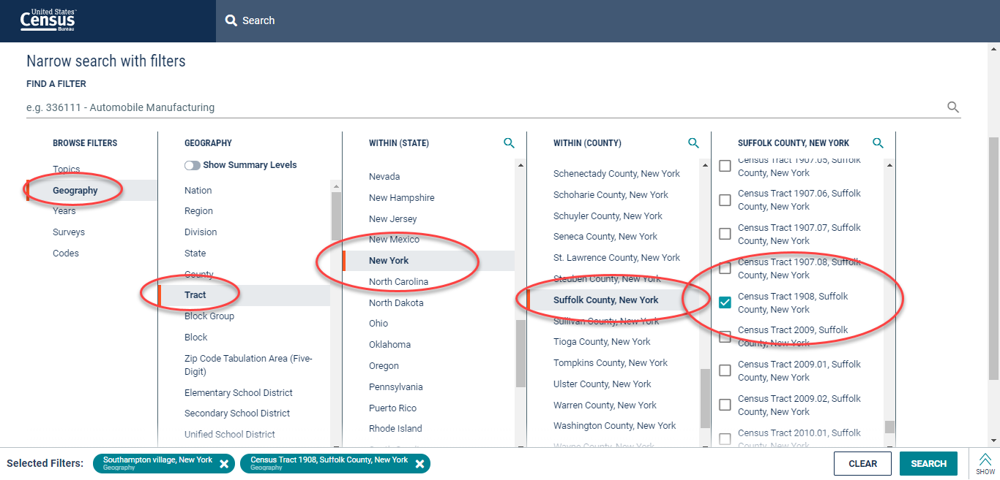 United States™
Census
Bureau
Search
Narrow search with filters
FIND A FILTER
e.g. 336111 - Automobile Manufacturing
BROWSE FILTERS
Topics
Geography
Years
Surveys
Codes
GEOGRAPHY
Show Summary Levels
Nation
Region
Division
State
County
Tract
Block Group
Block
Zip Code Tabulation Area (Five-
Digit)
Elementary School District
Secondary School District
Unified School District
WITHIN (STATE)
Nevada
New Hampshire
New Jersey
New Mexico
New York
North Carolina
North Dakota
Ohio
Oklahoma
Oregon
Pennsylvania
Puerto Rico
Rhode Island
WITHIN (COUNTY)
Schenectady County, New York
Schoharie County, New York
Schuyler County, New York
Seneca County, New York
St. Lawrence County, New York
Steuben County, New York
Suffolk County, New York
Sullivan County, New York
Tioga County, New York
Tompkins County, New York
Ulster County, New York
Warren County, New York
Washington County, New York
Wayne County, New York
SUFFOLK COUNTY, NEW YORK
Census Tract 1907.05, Suffolk
County, New York
Census Tract 1907.06, Suffolk
County, New York
Census Tract 1907.07, Suffolk
County, New York
Census Tract 1907.08, Suffolk
County, New York
Census Tract 1908, Suffolk
County, New York
Census Tract 2009, Suffolk
County, New York
Census Tract 2009.01, Suffolk
County, New York
Census Tract 2009.02, Suffolk
County, New York
Census Tract 2010.01, Suffolk
County, New York
Selected Filters:
Southampton village, New York
Geography
Census Tract 1908, Suffolk County, New York
Geography
CLEAR
SEARCH
SHOW